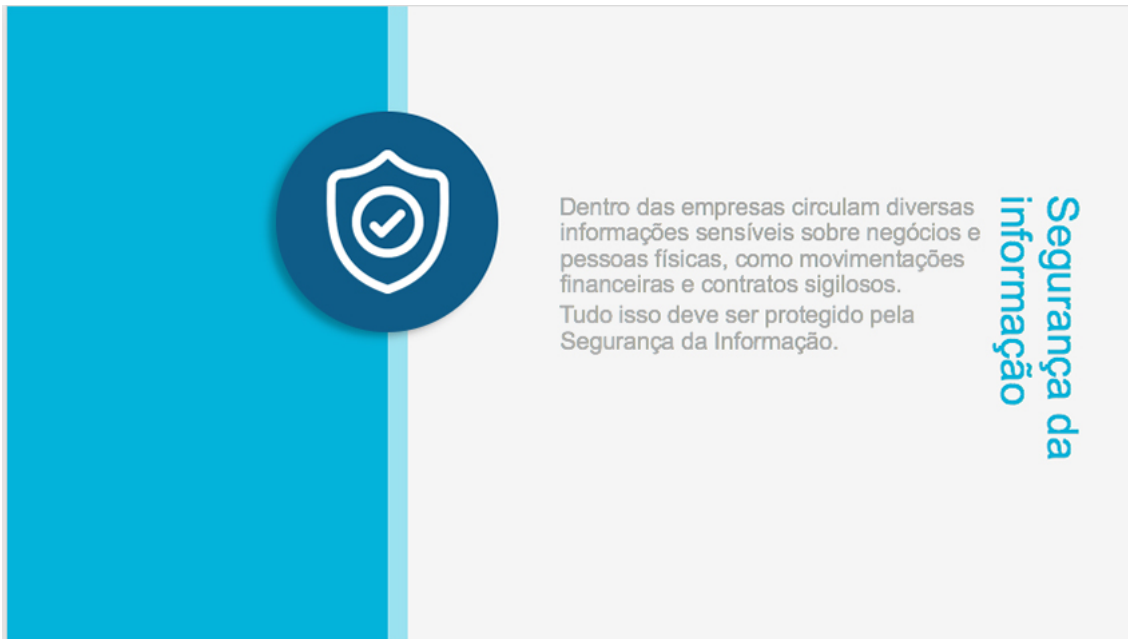 Segurança da
informação
Dentro das empresas circulam diversas
informações sensíveis sobre negócios e
pessoas físicas, como movimentações
financeiras e contratos sigilosos.
Tudo isso deve ser protegido pela
Segurança da Informação.